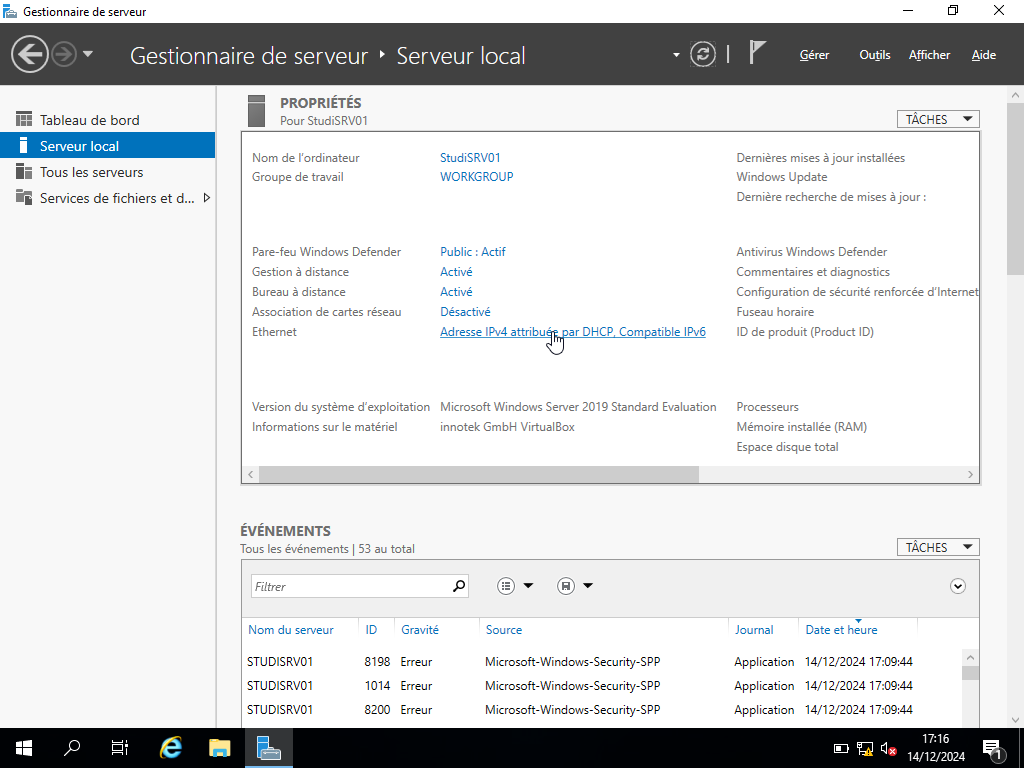 Gestionnaire de serveur
Gestionnaire de serveur ‣ Serveur local
Gérer Outils Afficher Aide
Tableau de bord
Serveur local
Tous les serveurs
Services de fichiers et d...
PROPRIÉTÉS
Pour StudiSRV01
TÂCHES
Nom de l'ordinateur StudiSRV01 Dernières mises à jour installées
Groupe de travail WORKGROUP Windows Update
Dernière recherche de mises à jour :
Pare-feu Windows Defender Public : Actif Antivirus Windows Defender
Gestion à distance Activé Commentaires et diagnostics
Bureau à distance Activé Configuration de sécurité renforcée d'Internet
Association de cartes réseau Désactivé Fuseau horaire
Ethernet Adresse IPv4 attribuée par DHCP, Compatible IPv6 ID de produit (Product ID)
Version du système d'exploitation Microsoft Windows Server 2019 Standard Evaluation Processeurs
Informations sur le matériel innotek GmbH VirtualBox Mémoire installée (RAM)
Espace disque total
ÉVÉNEMENTS
Tous les événements | 53 au total
TÂCHES
Filtrer
Nom du serveur ID Gravité Source Journal Date et heure
STUDISRV01 8198 Erreur Microsoft-Windows-Security-SPP Application 14/12/2024 17:09:44
STUDISRV01 1014 Erreur Microsoft-Windows-Security-SPP Application 14/12/2024 17:09:44
STUDISRV01 8200 Erreur Microsoft-Windows-Security-SPP Application 14/12/2024 17:09:44
17:16
14/12/2024
1